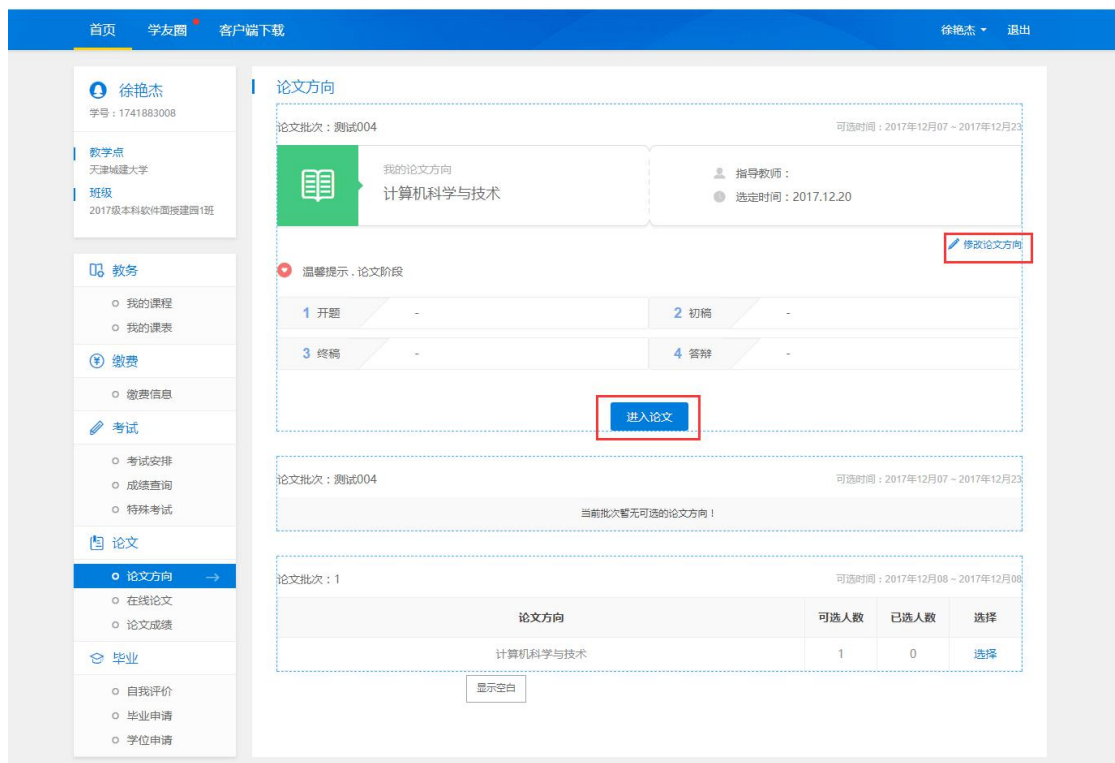 首页 学友圈 客户端下载 徐艳杰 退出
徐艳杰
学号：1741883008
教学点
天津城建大学
班级
2017级本科软件面授建园1班
教务
我的课程
我的课表
缴费
缴费信息
考试
考试安排
成绩查询
特殊考试
论文
论文方向
在线论文
论文成绩
毕业
自我评价
毕业申请
学位申请
论文方向
论文批次：测试004 可选时间：2017年12月07 ~ 2017年12月23
我的论文方向
计算机科学与技术
指导教师：
选定时间：2017.12.20
修改论文方向
温馨提示 . 论文阶段
1 开题 - 2 初稿 -
3 终稿 - 4 答辩 -
进入论文
论文批次：测试004 可选时间：2017年12月07 ~ 2017年12月23
当前批次暂无可选的论文方向！
论文批次：1 可选时间：2017年12月08 ~ 2017年12月08
论文方向 可选人数 已选人数 选择
计算机科学与技术 1 0 选择
显示空白